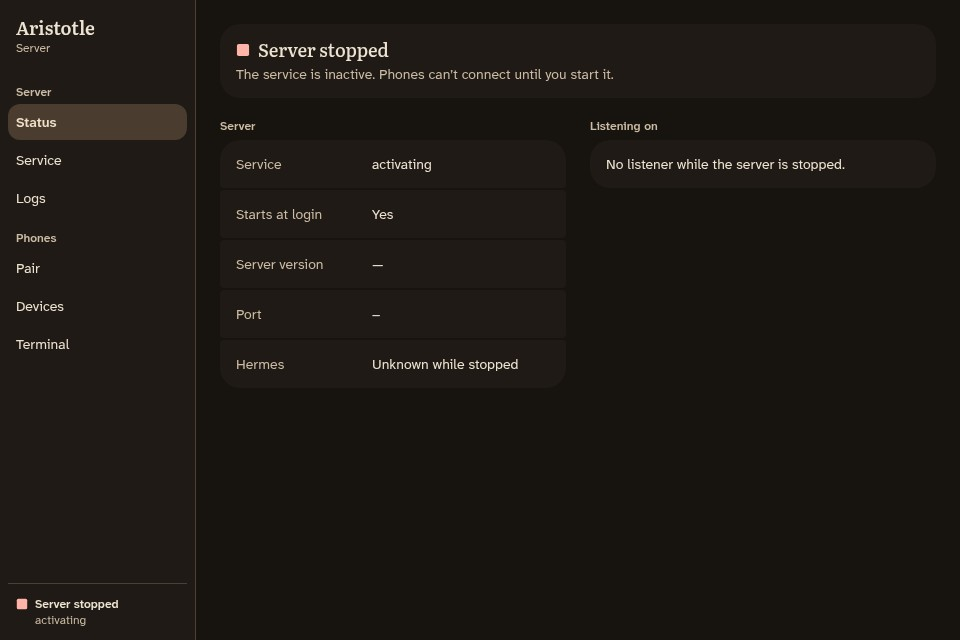 Aristotle
Server
Server
Status
Service
Logs
Phones
Pair
Devices
Terminal
Server stopped
activating
Server stopped
The service is inactive. Phones can't connect until you start it.
Server
Service activating
Starts at login Yes
Server version —
Port –
Hermes Unknown while stopped
Listening on
No listener while the server is stopped.